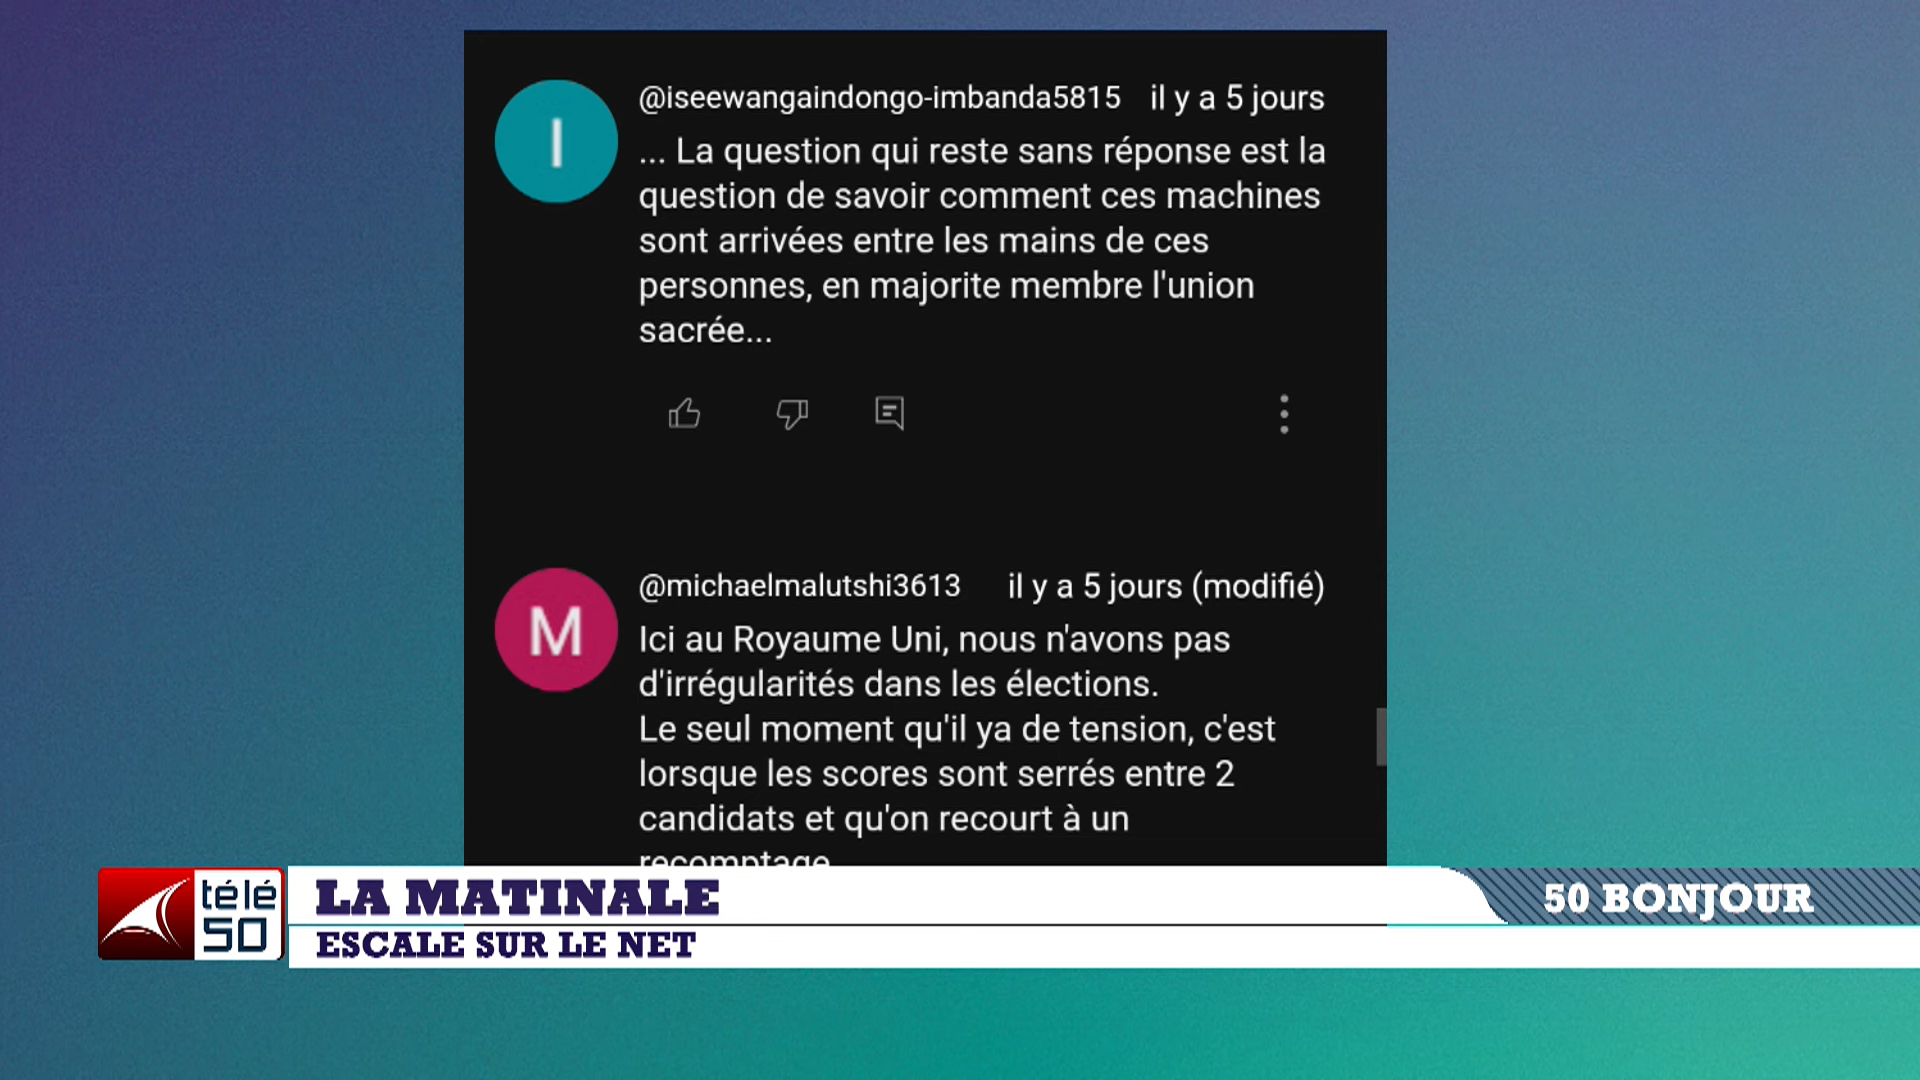 I
@iseewangaindongo-imbanda5815 il y a 5 jours
... La question qui reste sans réponse est la
question de savoir comment ces machines
sont arrivées entre les mains de ces
personnes, en majorite membre l'union
sacrée...
M
@michaelmalutshi3613 il y a 5 jours (modifié)
Ici au Royaume Uni, nous n'avons pas
d'irrégularités dans les élections.
Le seul moment qu'il ya de tension, c'est
lorsque les scores sont serrés entre 2
candidats et qu'on recourt à un
recomptage
télé
50
LA MATINALE
50 BONJOUR
ESCALE SUR LE NET